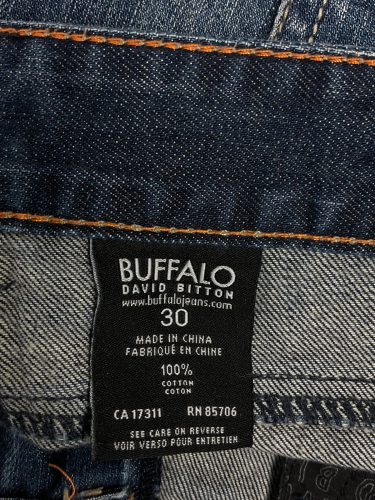 BUFFALO
DAVID BITTON
www.buffalojeans.com
30
MADE IN CHINA
FABRIQUÉ EN CHINE
100%
COTTON
COTON
CA 17311 RN 85706
SEE CARE ON REVERSE
VOIR VERSO POUR ENTRETIEN